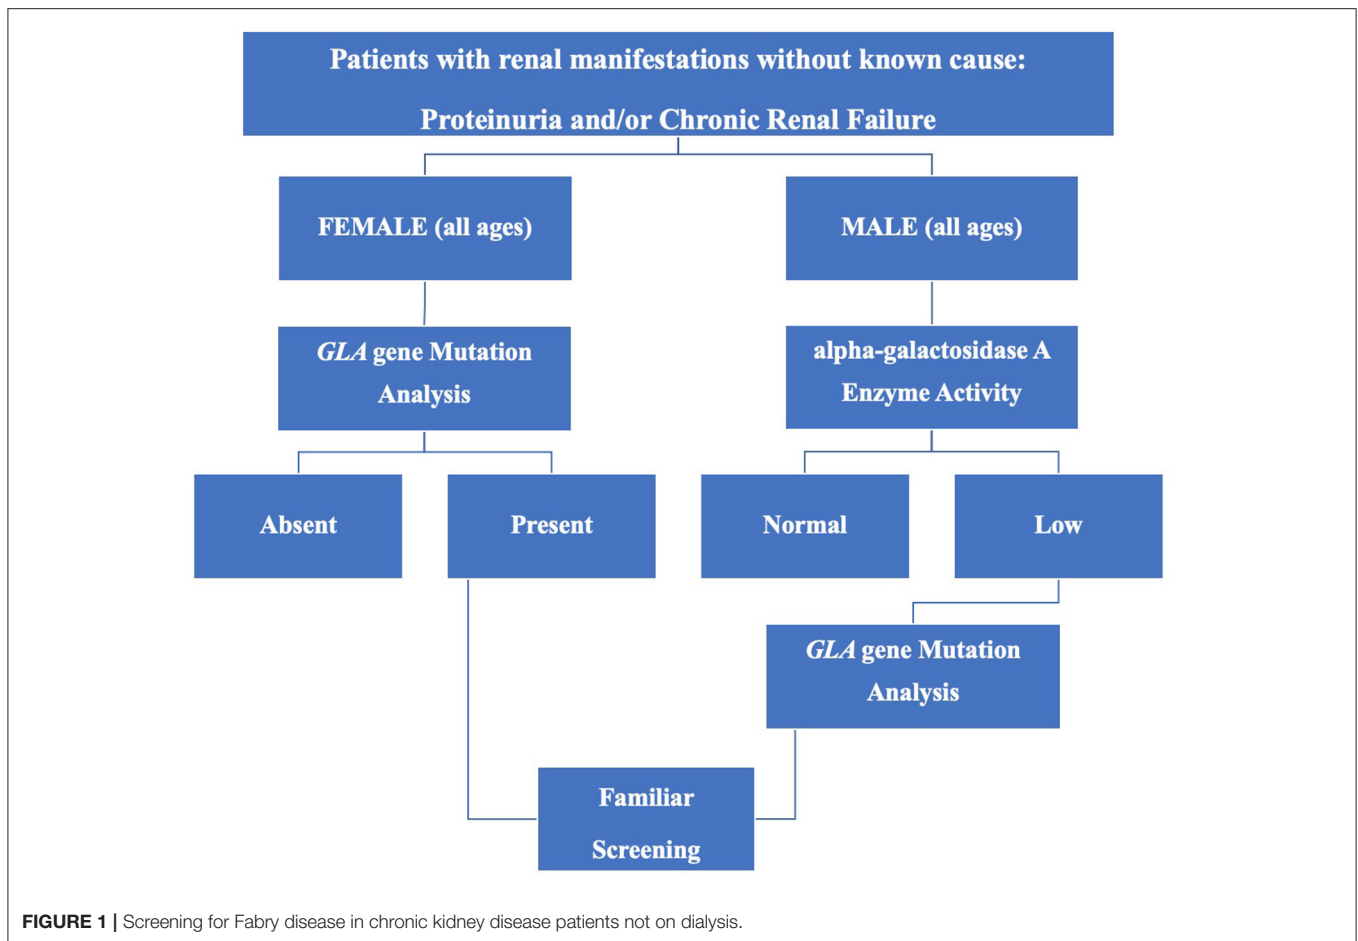 Patients with renal manifestations without known cause:
Proteinuria and/or Chronic Renal Failure
FEMALE (all ages)
MALE (all ages)
GLA gene Mutation
Analysis
alpha-galactosidase A
Enzyme Activity
Absent
Present
Normal
Low
GLA gene Mutation
Analysis
Familiar
Screening
FIGURE 1 | Screening for Fabry disease in chronic kidney disease patients not on dialysis.